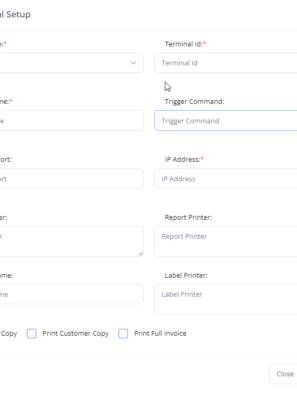 al Setup
e:* Terminal Id:*
Terminal Id
me:* Trigger Command:
e Trigger Command
ort: IP Address:*
rt IP Address
er: Report Printer:
r Report Printer
ame: Label Printer:
me Label Printer
Copy Print Customer Copy Print Full Invoice
Close